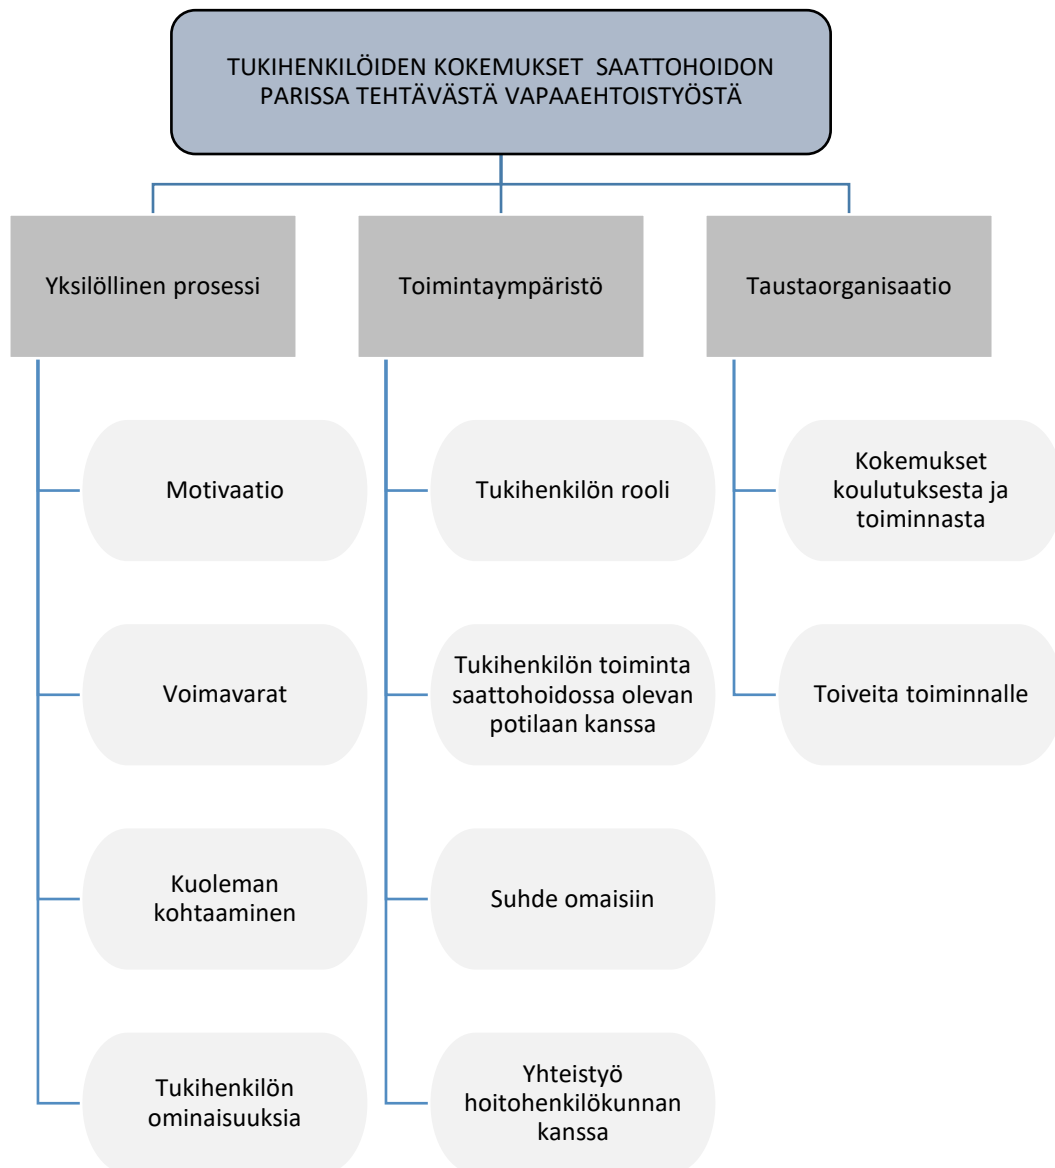 TUKIHENKILÖIDEN KOKEMUKSET SAATTOHOIDON
PARISSA TEHTÄVÄSTÄ VAPAAEHTOISTYÖSTÄ
Yksilöllinen prosessi
Toimintaympäristö
Taustaorganisaatio
Motivaatio
Voimavarat
Kuoleman
kohtaaminen
Tukihenkilön
ominaisuuksia
Tukihenkilön rooli
Tukihenkilön toiminta
saattohoidossa olevan
potilaan kanssa
Suhde omaisiin
Yhteistyö
hoitohenkilökunnan
kanssa
Kokemukset
koulutuksesta ja
toiminnasta
Toiveita toiminnalle